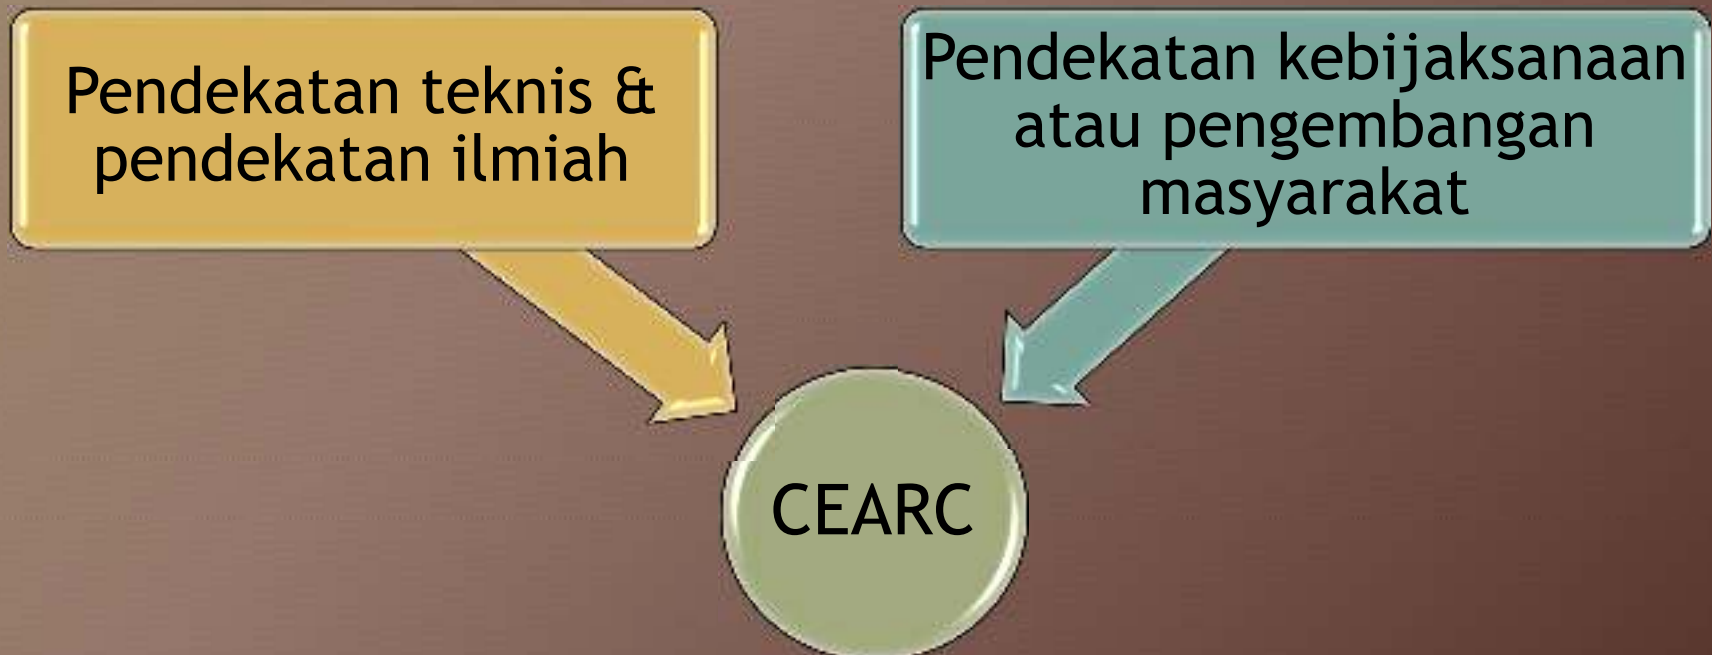 Pendekatan teknis &
pendekatan ilmiah
Pendekatan kebijaksanaan
atau pengembangan
masyarakat
CEARC